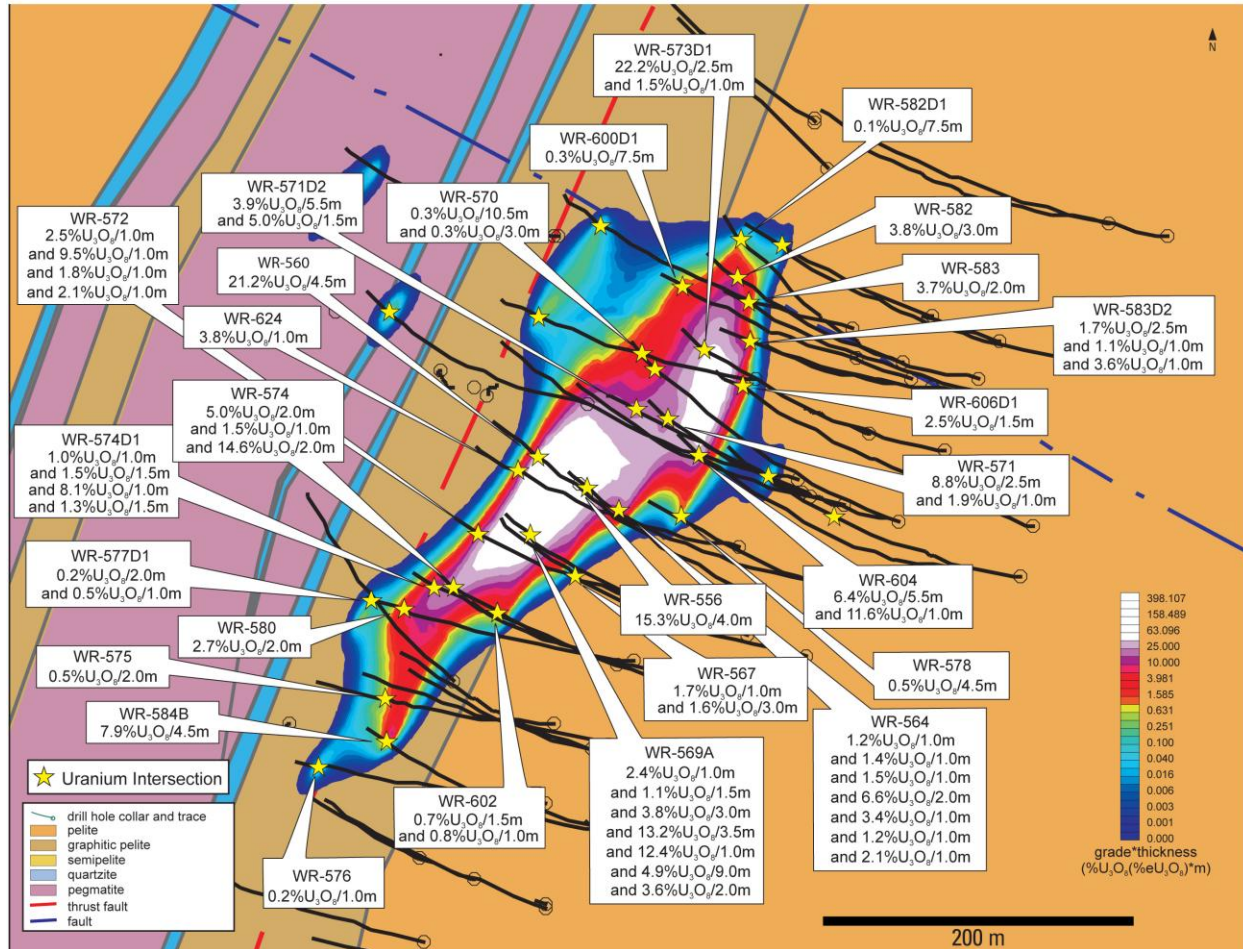 N
WR-573D1
22.2%U₃O₈/2.5m
and 1.5%U₃O₈/1.0m
WR-582D1
0.1%U₃O₈/7.5m
WR-600D1
0.3%U₃O₈/7.5m
WR-571D2
3.9%U₃O₈/5.5m
and 5.0%U₃O₈/1.5m
WR-570
0.3%U₃O₈/10.5m
and 0.3%U₃O₈/3.0m
WR-582
3.8%U₃O₈/3.0m
WR-572
2.5%U₃O₈/1.0m
and 9.5%U₃O₈/1.0m
and 1.8%U₃O₈/1.0m
and 2.1%U₃O₈/1.0m
WR-560
21.2%U₃O₈/4.5m
WR-583
3.7%U₃O₈/2.0m
WR-583D2
1.7%U₃O₈/2.5m
and 1.1%U₃O₈/1.0m
and 3.6%U₃O₈/1.0m
WR-624
3.8%U₃O₈/1.0m
WR-574
5.0%U₃O₈/2.0m
and 1.5%U₃O₈/1.0m
and 14.6%U₃O₈/2.0m
WR-606D1
2.5%U₃O₈/1.5m
WR-574D1
1.0%U₃O₈/1.0m
and 1.5%U₃O₈/1.5m
and 8.1%U₃O₈/1.0m
and 1.3%U₃O₈/1.5m
WR-571
8.8%U₃O₈/2.5m
and 1.9%U₃O₈/1.0m
WR-577D1
0.2%U₃O₈/2.0m
and 0.5%U₃O₈/1.0m
WR-604
6.4%U₃O₈/5.5m
and 11.6%U₃O₈/1.0m
WR-556
15.3%U₃O₈/4.0m
WR-580
2.7%U₃O₈/2.0m
WR-575
0.5%U₃O₈/2.0m
WR-567
1.7%U₃O₈/1.0m
and 1.6%U₃O₈/3.0m
WR-578
0.5%U₃O₈/4.5m
WR-584B
7.9%U₃O₈/4.5m
WR-564
1.2%U₃O₈/1.0m
and 1.4%U₃O₈/1.0m
and 1.5%U₃O₈/1.0m
and 6.6%U₃O₈/2.0m
and 3.4%U₃O₈/1.0m
and 1.2%U₃O₈/1.0m
and 2.1%U₃O₈/1.0m
WR-569A
2.4%U₃O₈/1.0m
and 1.1%U₃O₈/1.5m
and 3.8%U₃O₈/3.0m
and 13.2%U₃O₈/3.5m
and 12.4%U₃O₈/1.0m
and 4.9%U₃O₈/9.0m
and 3.6%U₃O₈/2.0m
WR-602
0.7%U₃O₈/1.5m
and 0.8%U₃O₈/1.0m
WR-576
0.2%U₃O₈/1.0m
Uranium Intersection
drill hole collar and trace
pelite
graphitic pelite
semipelite
quartzite
pegmatite
thrust fault
fault
398.107
158.489
63.096
25.000
10.000
3.981
1.585
0.631
0.251
0.100
0.040
0.016
0.006
0.003
0.001
0.000
grade*thickness
(%U₃O₈(%eU₃O₈)*m)
200 m